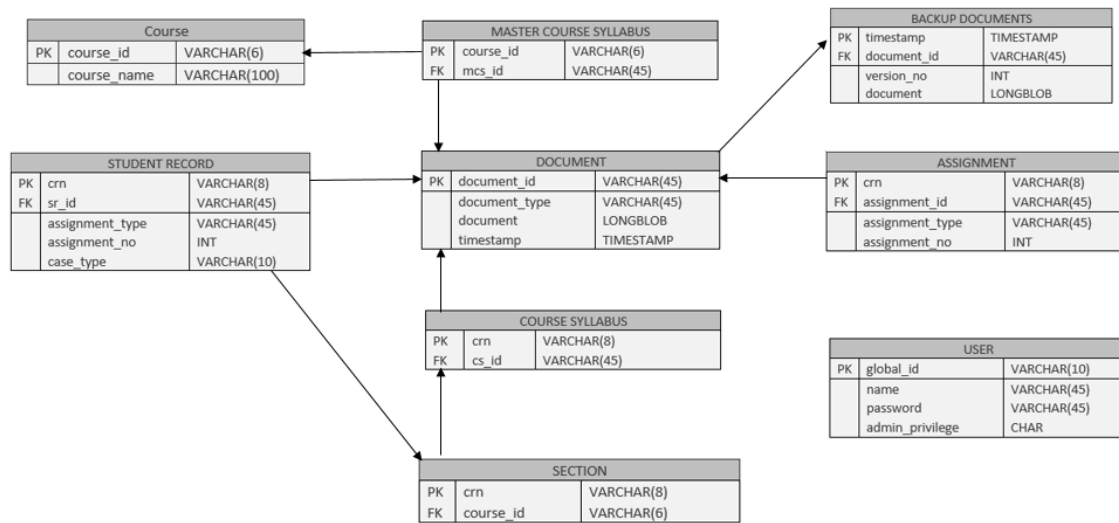 Course
PK course_id VARCHAR(6)
course_name VARCHAR(100)
MASTER COURSE SYLLABUS
PK course_id VARCHAR(6)
FK mcs_id VARCHAR(45)
BACKUP DOCUMENTS
PK timestamp TIMESTAMP
FK document_id VARCHAR(45)
version_no INT
document LONGBLOB
STUDENT RECORD
PK crn VARCHAR(8)
FK sr_id VARCHAR(45)
assignment_type VARCHAR(45)
assignment_no INT
case_type VARCHAR(10)
DOCUMENT
PK document_id VARCHAR(45)
document_type VARCHAR(45)
document LONGBLOB
timestamp TIMESTAMP
ASSIGNMENT
PK crn VARCHAR(8)
FK assignment_id VARCHAR(45)
assignment_type VARCHAR(45)
assignment_no INT
COURSE SYLLABUS
PK crn VARCHAR(8)
FK cs_id VARCHAR(45)
USER
PK global_id VARCHAR(10)
name VARCHAR(45)
password VARCHAR(45)
admin_privilege CHAR
SECTION
PK crn VARCHAR(8)
FK course_id VARCHAR(6)